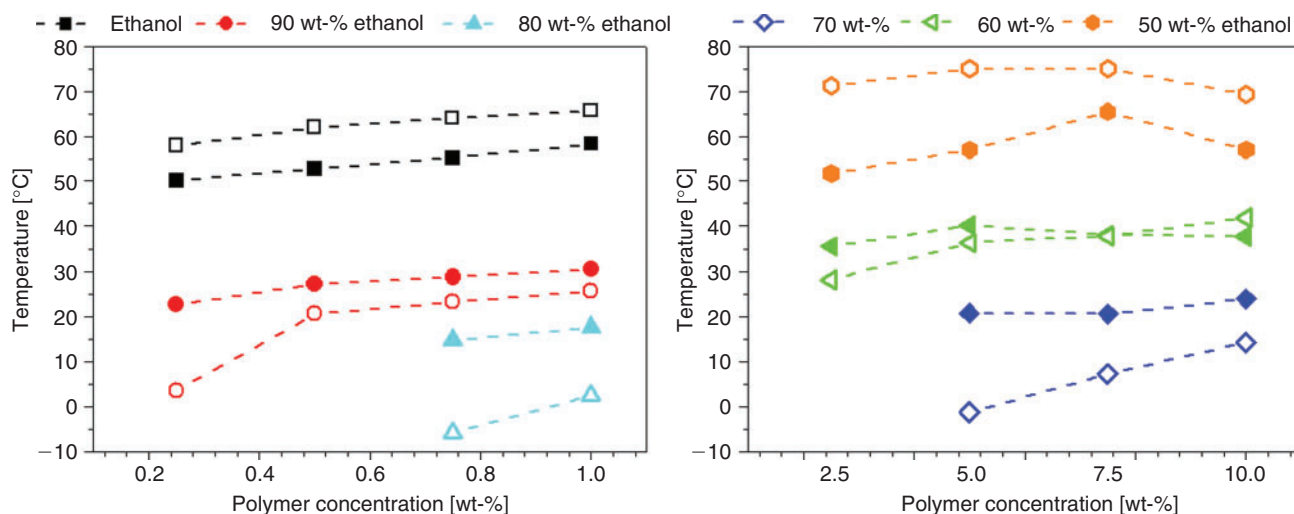 Ethanol 90 wt-% ethanol 80 wt-% ethanol
80
70
60
50
40
30
20
10
0
−10
Temperature [°C]
0.2 0.4 0.6 0.8 1.0
Polymer concentration [wt-%]
70 wt-% 60 wt-% 50 wt-% ethanol
80
70
60
50
40
30
20
10
0
−10
Temperature [°C]
2.5 5.0 7.5 10.0
Polymer concentration [wt-%]